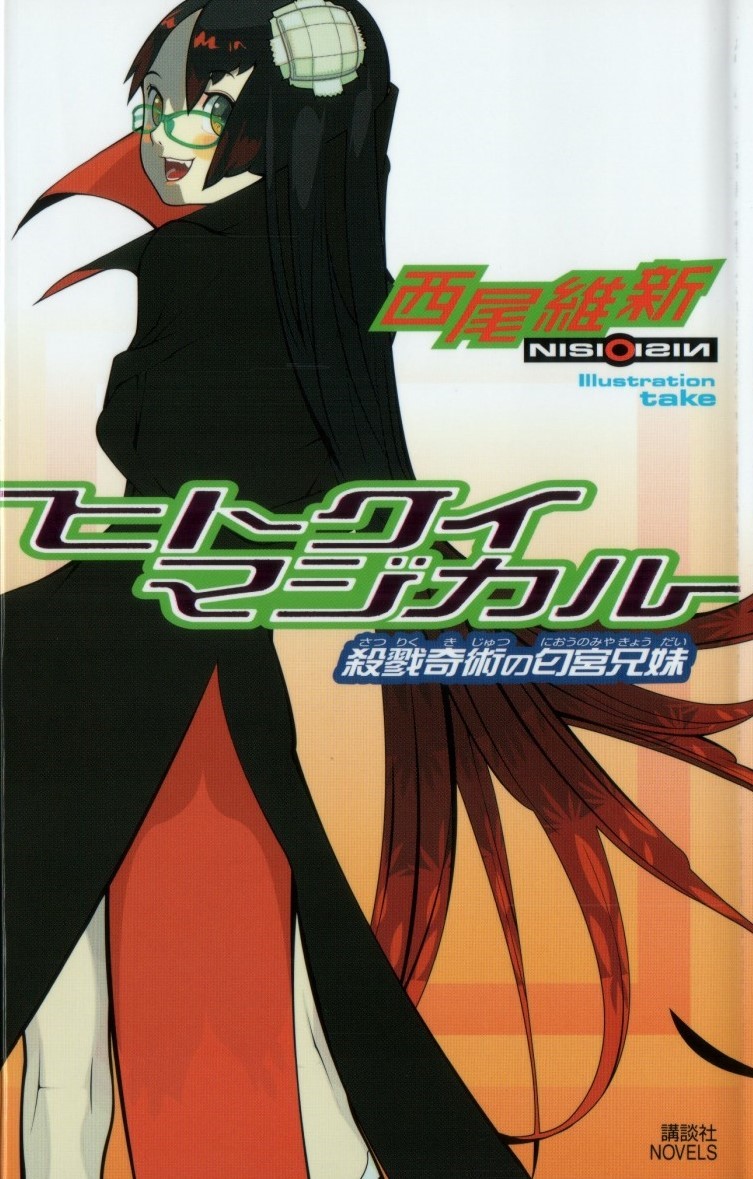 西尾維新
NISIOISIN
Illustration
take
ヒトクイ
マジカル
さつ りく き じゅつ におうのみやきょう だい
殺戮奇術の匂宮兄妹
講談社
NOVELS